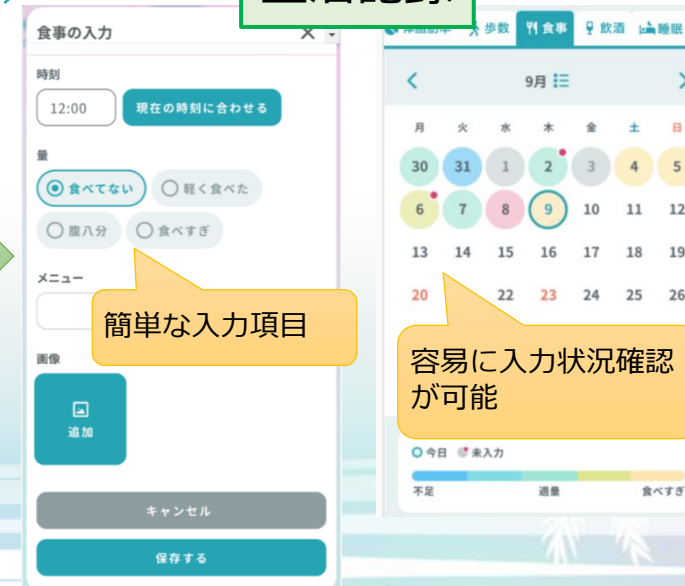 食事の入力
×
時刻
12:00
現在の時刻に合わせる
量
食べてない
軽く食べた
腹八分
食べすぎ
メニュー
簡単な入力項目
画像
追加
キャンセル
保存する
歩数
食事
飲酒
睡眠
9月
月 火 水 木 金 土 日
30 31 1 2 3 4 5
6 7 8 9 10 11 12
13 14 15 16 17 18 19
20 22 23 24 25 26
容易に入力状況確認
が可能
今日 未入力
不足 適量 食べすぎ